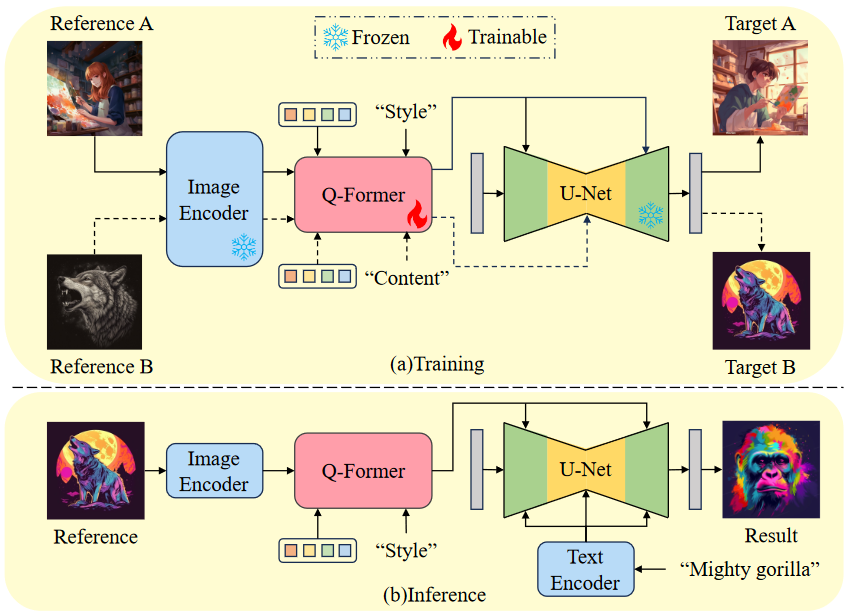 Reference A
Frozen
Trainable
Target A
“Style”
Image
Encoder
Q-Former
U-Net
“Content”
Reference B
(a)Training
Target B
Image
Encoder
Q-Former
U-Net
Reference
“Style”
Text
Encoder
“Mighty gorilla”
Result
(b)Inference